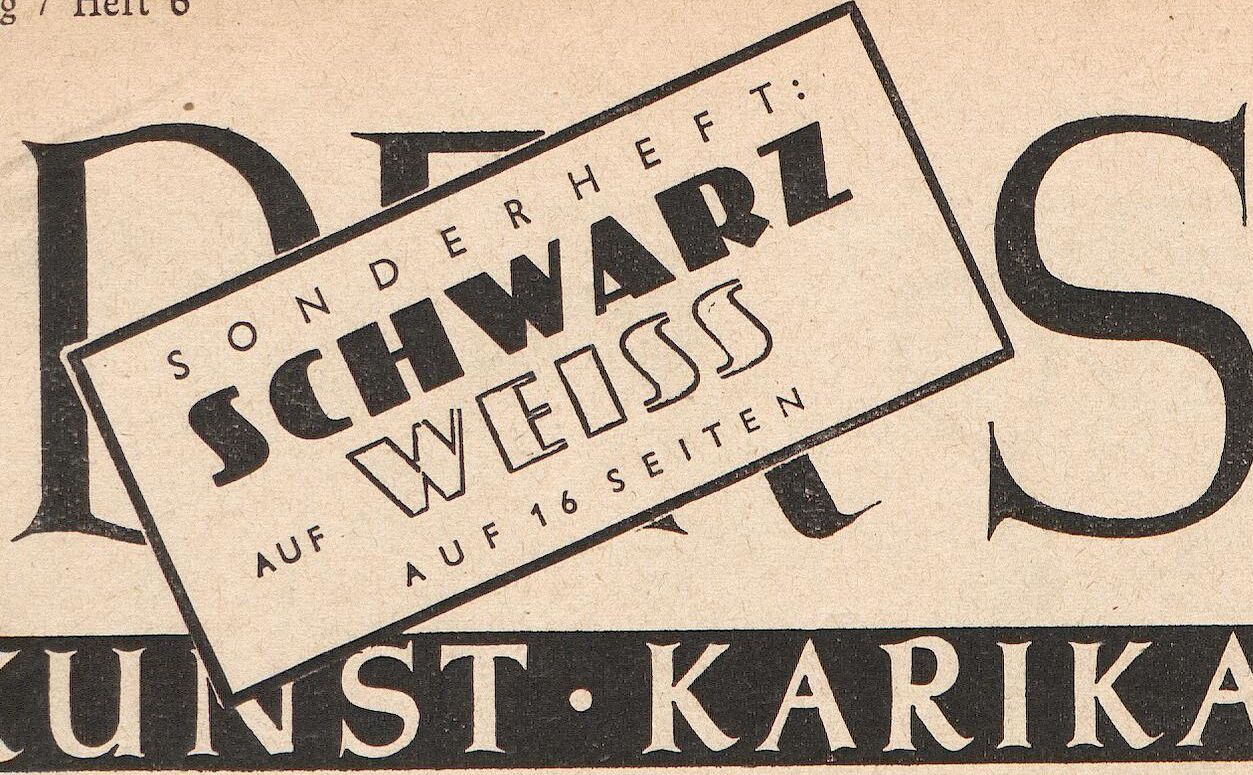 / Heft 6
SONDERHEFT:
SCHWARZ
AUF WEISS
AUF 16 SEITEN
KUNST · KARIKA